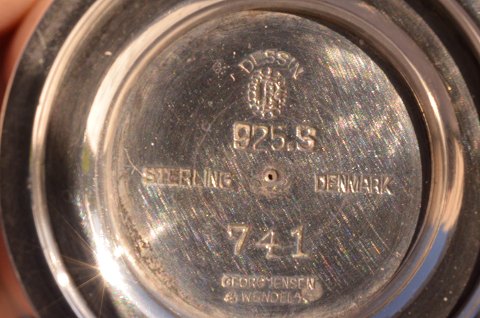 DESSIN
925.S
STERLING DENMARK
741
GEORG JENSEN
& WENDEL A/S